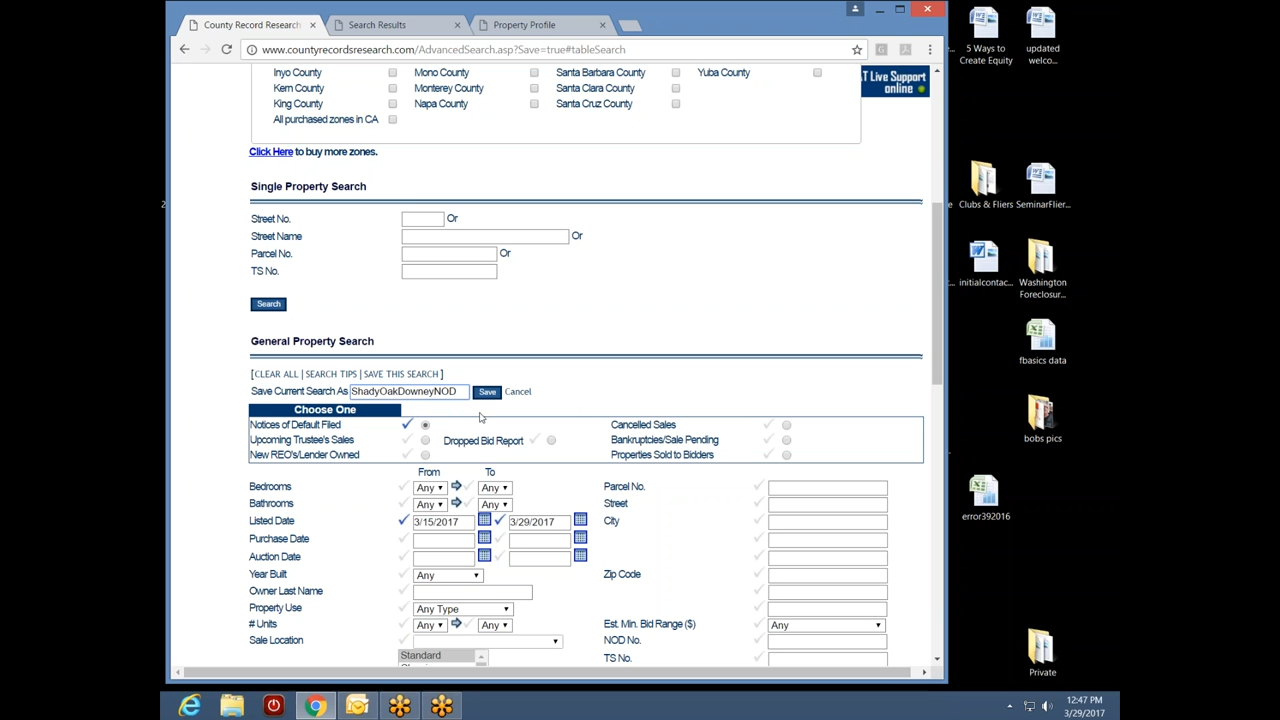 County Record Research × Search Results × Property Profile ×
www.countyrecordsresearch.com/AdvancedSearch.asp?Save=true#tableSearch
5 Ways to Create Equity
updated welco...
Inyo County Mono County Santa Barbara County Yuba County
Kern County Monterey County Santa Clara County
King County Napa County Santa Cruz County
All purchased zones in CA
T Live Support
online
Click Here to buy more zones.
Single Property Search
Clubs & Fliers
SeminarFlier...
Street No. Or
Street Name Or
Parcel No. Or
TS No.
initialcontac...
Washington Foreclosur...
Search
General Property Search
fbasics data
[CLEAR ALL | SEARCH TIPS | SAVE THIS SEARCH ]
Save Current Search As ShadyOakDowneyNOD Save Cancel
Choose One
Notices of Default Filed Cancelled Sales
Upcoming Trustee's Sales Dropped Bid Report Bankruptcies/Sale Pending
New REO's/Lender Owned Properties Sold to Bidders
bobs pics
From To
Bedrooms Any Any Parcel No.
Bathrooms Any Any Street
Listed Date 3/15/2017 3/29/2017 City
error392016
Purchase Date
Auction Date
Year Built Any Zip Code
Owner Last Name
Property Use Any Type
# Units Any Any Est. Min. Bid Range ($) Any
Sale Location NOD No.
Standard TS No.
Private
12:47 PM
3/29/2017